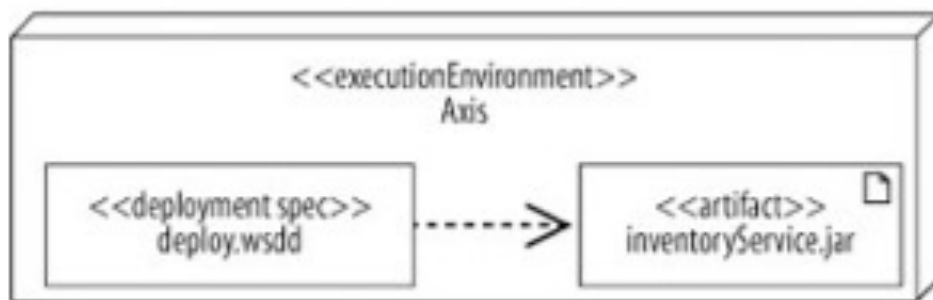 <<executionEnvironment>>
Axis
<<deployment spec>>
deploy.wsdd
<<artifact>>
inventoryService.jar